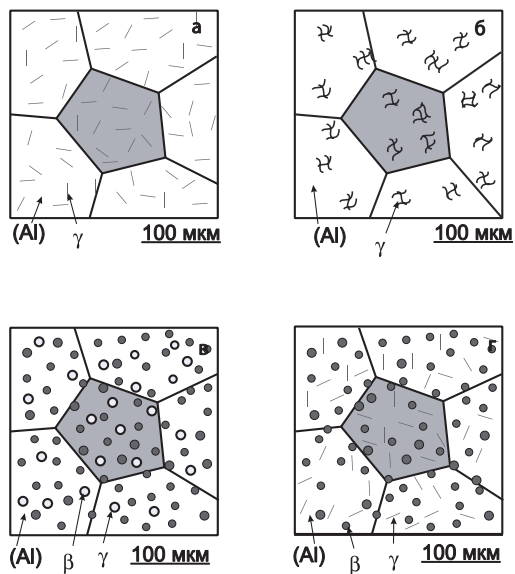 а
б
(Al) γ 100 мкм
(Al) γ 100 мкм
в
г
(Al) β γ 100 мкм
(Al) β γ 100 мкм